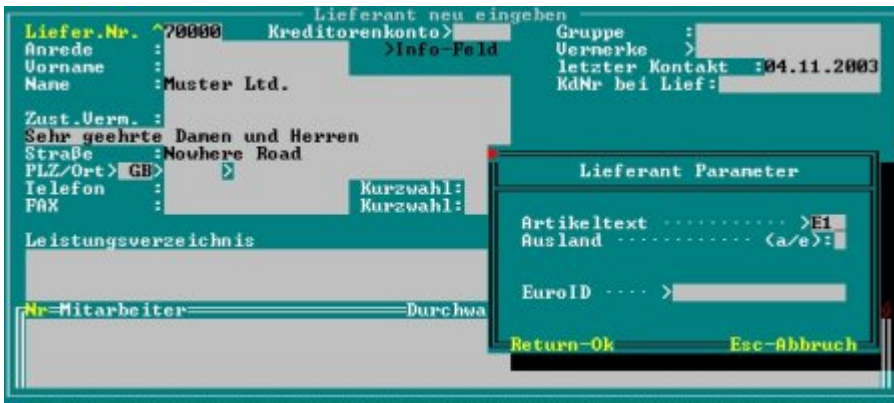 Lieferant neu eingeben
Liefer.Nr. ^70000 Kreditorenkonto> Gruppe :
Anrede : >Info-Feld Vermerke >
Vorname : letzter Kontakt :04.11.2003
Name :Muster Ltd. KdNr bei Lief:
Zust.Verm. :
Sehr geehrte Damen und Herren
Straße :Nowhere Road
PLZ/Ort> GB> >
Telefon : Kurzwahl:
FAX : Kurzwahl:
Leistungsverzeichnis
Nr=Mitarbeiter Durchwa
Lieferant Parameter
Artikeltext ··········· >E1
Ausland ············· (a/e):
EuroID ···· >
Return-Ok Esc-Abbruch